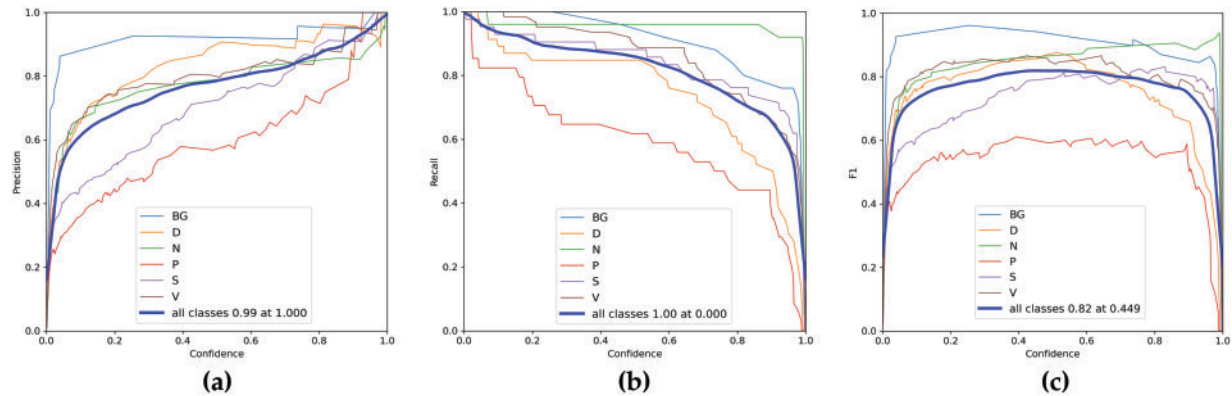 1.0
0.8
0.6
0.4
0.2
0.0
Precision
BG
D
N
P
S
V
all classes 0.99 at 1.000
0.0 0.2 0.4 0.6 0.8 1.0
Confidence
(a)
1.0
0.8
0.6
0.4
0.2
0.0
Recall
BG
D
N
P
S
V
all classes 1.00 at 0.000
0.0 0.2 0.4 0.6 0.8 1.0
Confidence
(b)
1.0
0.8
0.6
0.4
0.2
0.0
F1
BG
D
N
P
S
V
all classes 0.82 at 0.449
0.0 0.2 0.4 0.6 0.8 1.0
Confidence
(c)